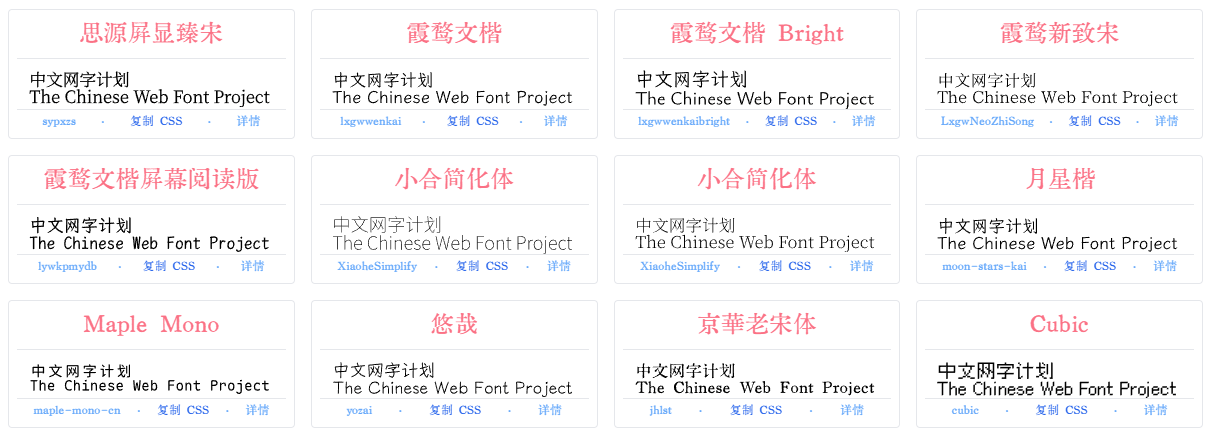 思源屏显臻宋
中文网字计划
The Chinese Web Font Project
sypxzs · 复制 CSS · 详情
霞鹜文楷
中文网字计划
The Chinese Web Font Project
lxgwwenkai · 复制 CSS · 详情
霞鹜文楷 Bright
中文网字计划
The Chinese Web Font Project
lxgwwenkaibright · 复制 CSS · 详情
霞鹜新致宋
中文网字计划
The Chinese Web Font Project
LxgwNeoZhiSong · 复制 CSS · 详情
霞鹜文楷屏幕阅读版
中文网字计划
The Chinese Web Font Project
lywkpmydb · 复制 CSS · 详情
小合简化体
中文网字计划
The Chinese Web Font Project
XiaoheSimplify · 复制 CSS · 详情
小合简化体
中文网字计划
The Chinese Web Font Project
XiaoheSimplify · 复制 CSS · 详情
月星楷
中文网字计划
The Chinese Web Font Project
moon-stars-kai · 复制 CSS · 详情
Maple Mono
中文网字计划
The Chinese Web Font Project
maple-mono-cn · 复制 CSS · 详情
悠哉
中文网字计划
The Chinese Web Font Project
yozai · 复制 CSS · 详情
京華老宋体
中文网字计划
The Chinese Web Font Project
jhlst · 复制 CSS · 详情
Cubic
中文网字计划
The Chinese Web Font Project
cubic · 复制 CSS · 详情